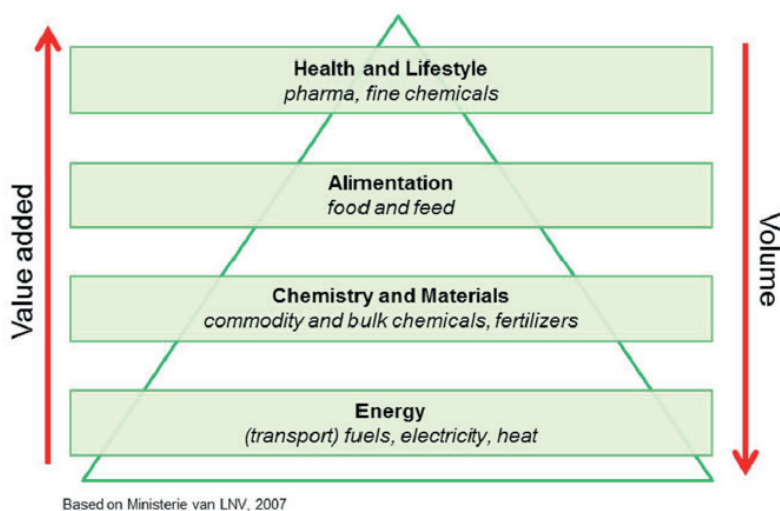 Value added
Health and Lifestyle
pharma, fine chemicals
Alimentation
food and feed
Chemistry and Materials
commodity and bulk chemicals, fertilizers
Energy
(transport) fuels, electricity, heat
Volume
Based on Ministerie van LNV, 2007